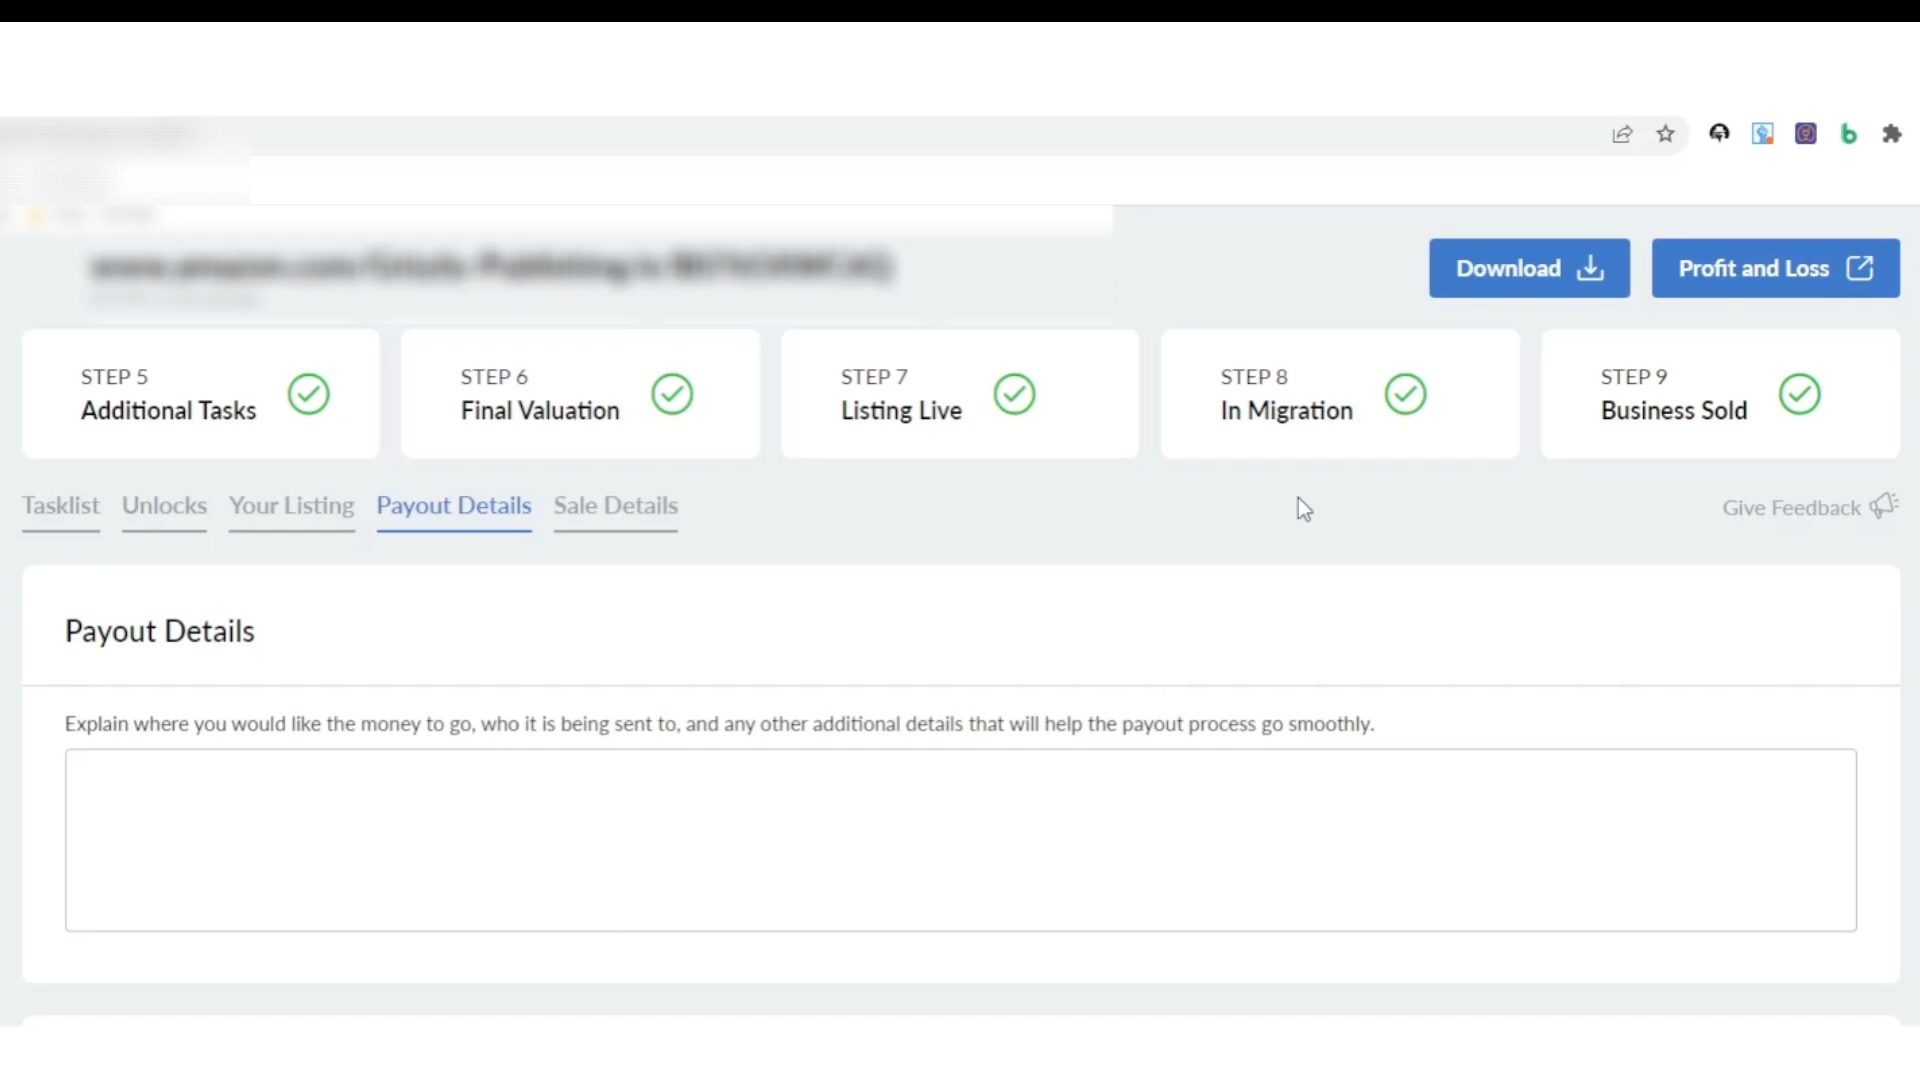 Download
Profit and Loss
STEP 5
Additional Tasks
STEP 6
Final Valuation
STEP 7
Listing Live
STEP 8
In Migration
STEP 9
Business Sold
Tasklist Unlocks Your Listing Payout Details Sale Details
Give Feedback
Payout Details
Explain where you would like the money to go, who it is being sent to, and any other additional details that will help the payout process go smoothly.